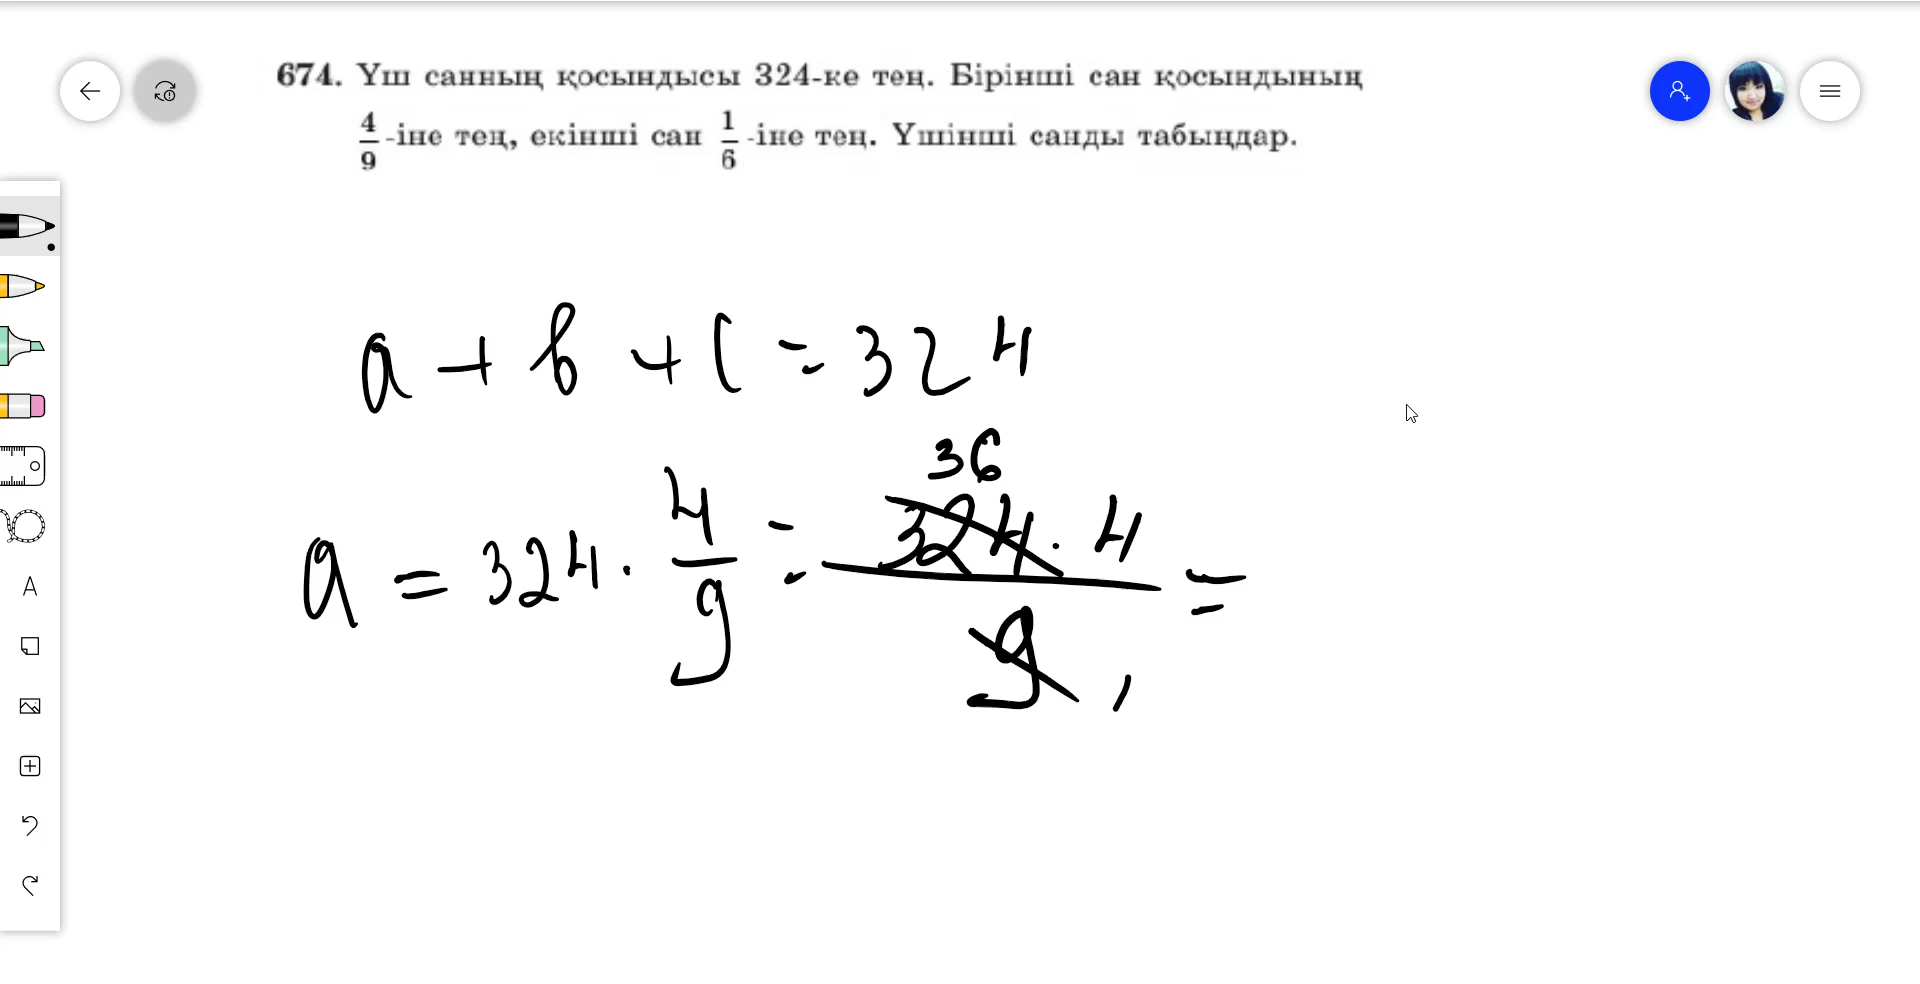 674. Үш санның қосындысы 324-ке тең. Бірінші сан қосындының
4/9 -іне тең, екінші сан 1/6 -іне тең. Үшінші санды табыңдар.
a + b + c = 324
a = 324 · 4/9 = 36 324 · 4 / 9 1 =
A